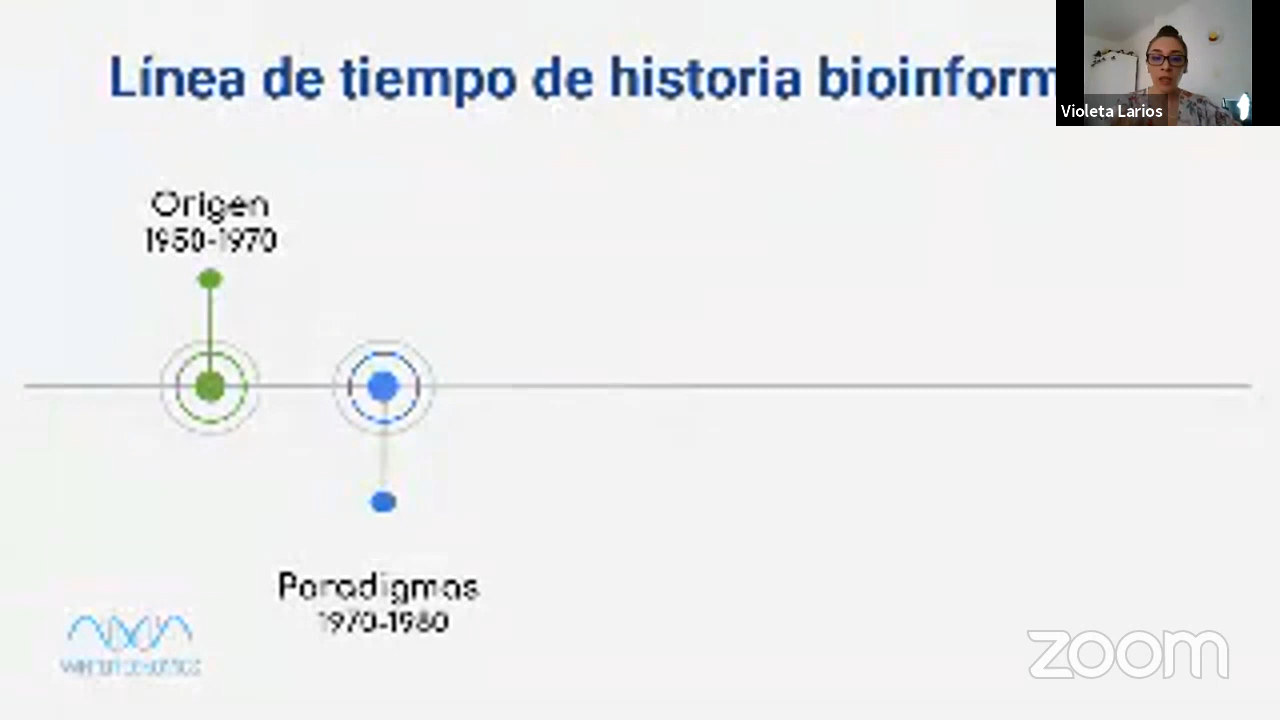 Línea de tiempo de historia bioinform
Violeta Larios
Origen
1950-1970
Paradigmas
1970-1980
zoom